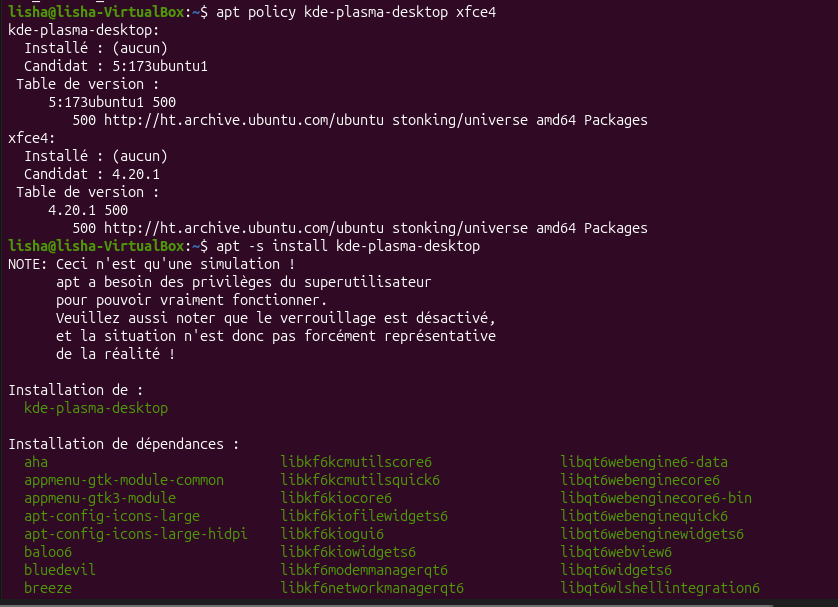 lisha@lisha-VirtualBox:~$ apt policy kde-plasma-desktop xfce4
kde-plasma-desktop:
  Installé : (aucun)
  Candidat : 5:173ubuntu1
 Table de version :
     5:173ubuntu1 500
        500 http://ht.archive.ubuntu.com/ubuntu stonking/universe amd64 Packages
xfce4:
  Installé : (aucun)
  Candidat : 4.20.1
 Table de version :
     4.20.1 500
        500 http://ht.archive.ubuntu.com/ubuntu stonking/universe amd64 Packages
lisha@lisha-VirtualBox:~$ apt -s install kde-plasma-desktop
NOTE: Ceci n'est qu'une simulation !
      apt a besoin des privilèges du superutilisateur
      pour pouvoir vraiment fonctionner.
      Veuillez aussi noter que le verrouillage est désactivé,
      et la situation n'est donc pas forcément représentative
      de la réalité !
Installation de :
  kde-plasma-desktop
Installation de dépendances :
  aha                             libkf6kcmutilscore6                libqt6webengine6-data
  appmenu-gtk-module-common       libkf6kcmutilsquick6               libqt6webenginecore6
  appmenu-gtk3-module             libkf6kiocore6                     libqt6webenginecore6-bin
  apt-config-icons-large          libkf6kiofilewidgets6              libqt6webenginequick6
  apt-config-icons-large-hidpi    libkf6kiogui6                      libqt6webenginewidgets6
  baloo6                          libkf6kiowidgets6                  libqt6webview6
  bluedevil                       libkf6modemmanagerqt6              libqt6widgets6
  breeze                          libkf6networkmanagerqt6            libqt6wlshellintegration6